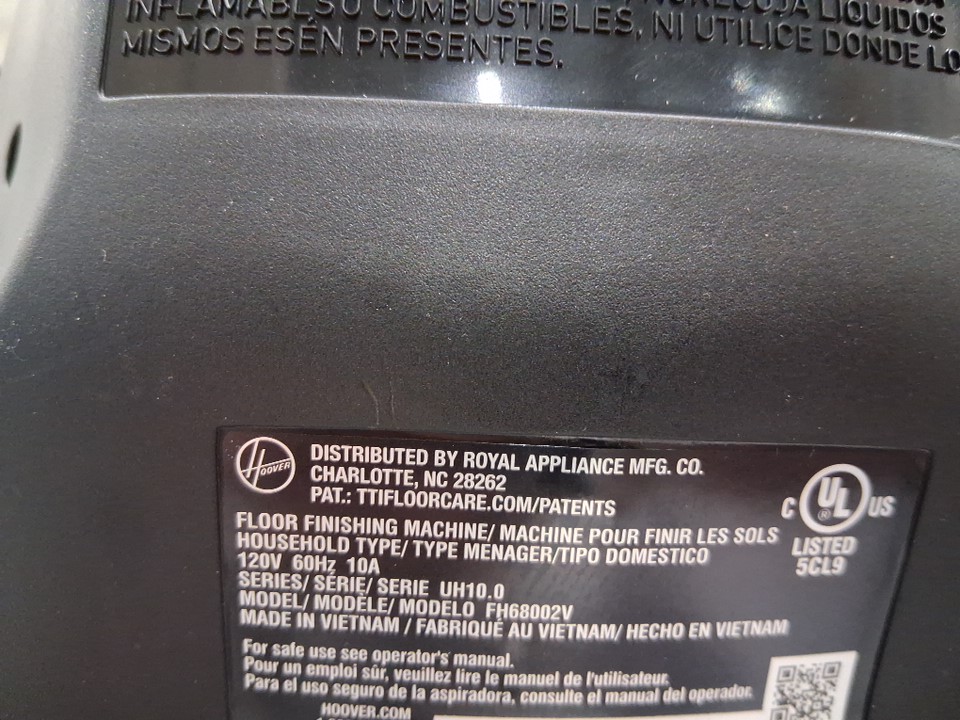 INFLAMABLES O COMBUSTIBLES, NI RECOJA LÍQUIDOS
MISMOS ESÉN PRESENTES. NI UTILICE DONDE LO
HOOVER
DISTRIBUTED BY ROYAL APPLIANCE MFG. CO.
CHARLOTTE, NC 28262
PAT.: TTIFLOORCARE.COM/PATENTS
FLOOR FINISHING MACHINE/ MACHINE POUR FINIR LES SOLS
HOUSEHOLD TYPE/ TYPE MENAGER/TIPO DOMESTICO
120V 60Hz 10A
SERIES/ SÉRIE/ SERIE UH10.0
MODEL/ MODÈLE/ MODELO FH68002V
MADE IN VIETNAM / FABRIQUÉ AU VIETNAM/ HECHO EN VIETNAM
C UL ® US
LISTED
5CL9
For safe use see operator's manual.
Pour un emploi sûr, veuillez lire le manuel de l'utilisateur.
Para el uso seguro de la aspiradora, consulte el manual del operador.
HOOVER.COM